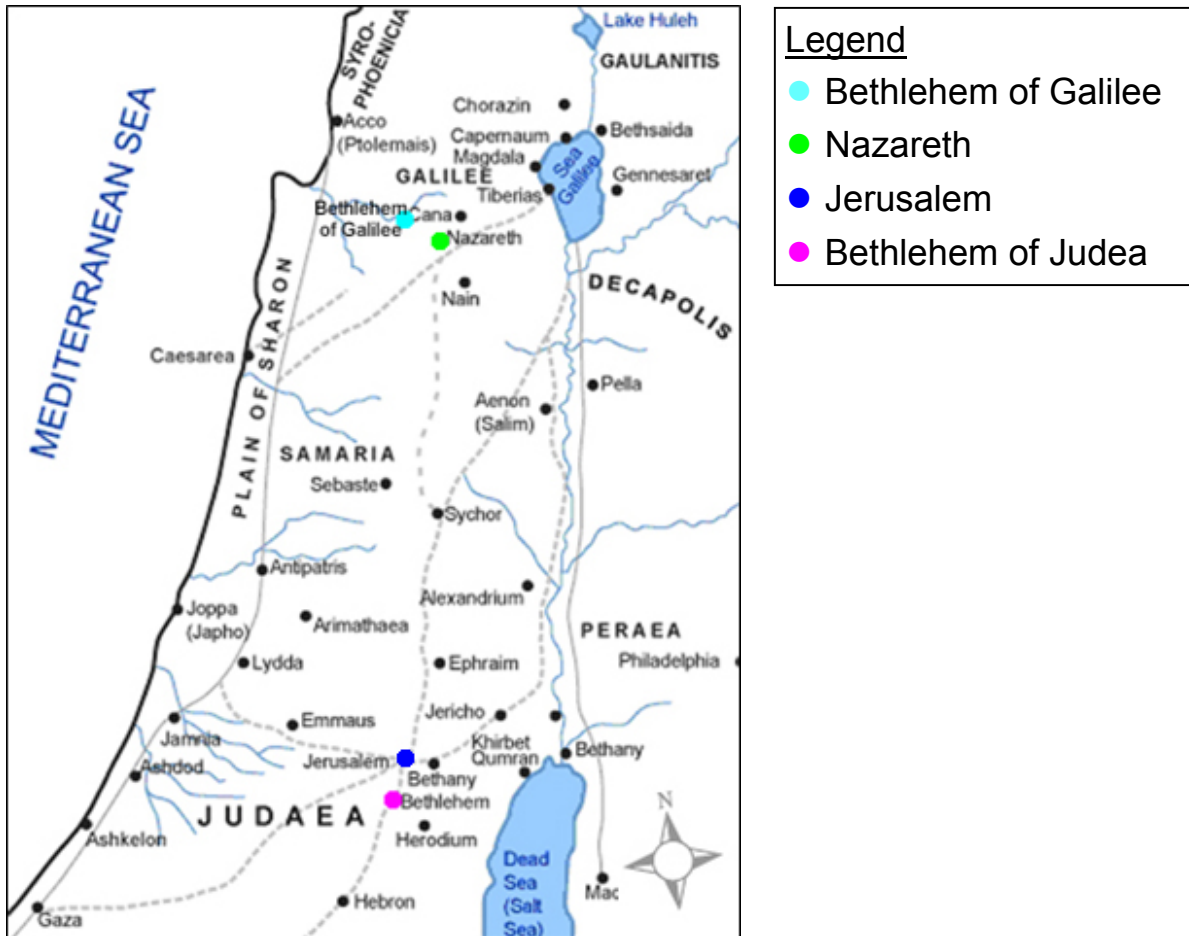 Lake Huleh
SYRO-
PHOENICIA
GAULANITIS
MEDITERRANEAN SEA
Chorazin
Acco
(Ptolemais)
Capernaum
Bethsaida
Magdala
Sea
Galilee
GALILEE
Tiberias
Gennesaret
Bethlehem
of Galilee
Cana
Nazareth
Nain
DECAPOLIS
PLAIN OF SHARON
Caesarea
Pella
Aenon
(Salim)
SAMARIA
Sebaste
Sychor
Antipatris
Alexandrium
Joppa
(Japho)
Arimathaea
PERAEA
Lydda
Ephraim
Philadelphia
Emmaus
Jericho
Jamnia
Khirbet
Qumran
Bethany
Jerusalem
Ashdod
Bethany
Bethlehem
JUDAEA
Herodium
Ashkelon
N
Dead
Sea
(Salt
Sea)
Mac
Hebron
Gaza
Legend
Bethlehem of Galilee
Nazareth
Jerusalem
Bethlehem of Judea